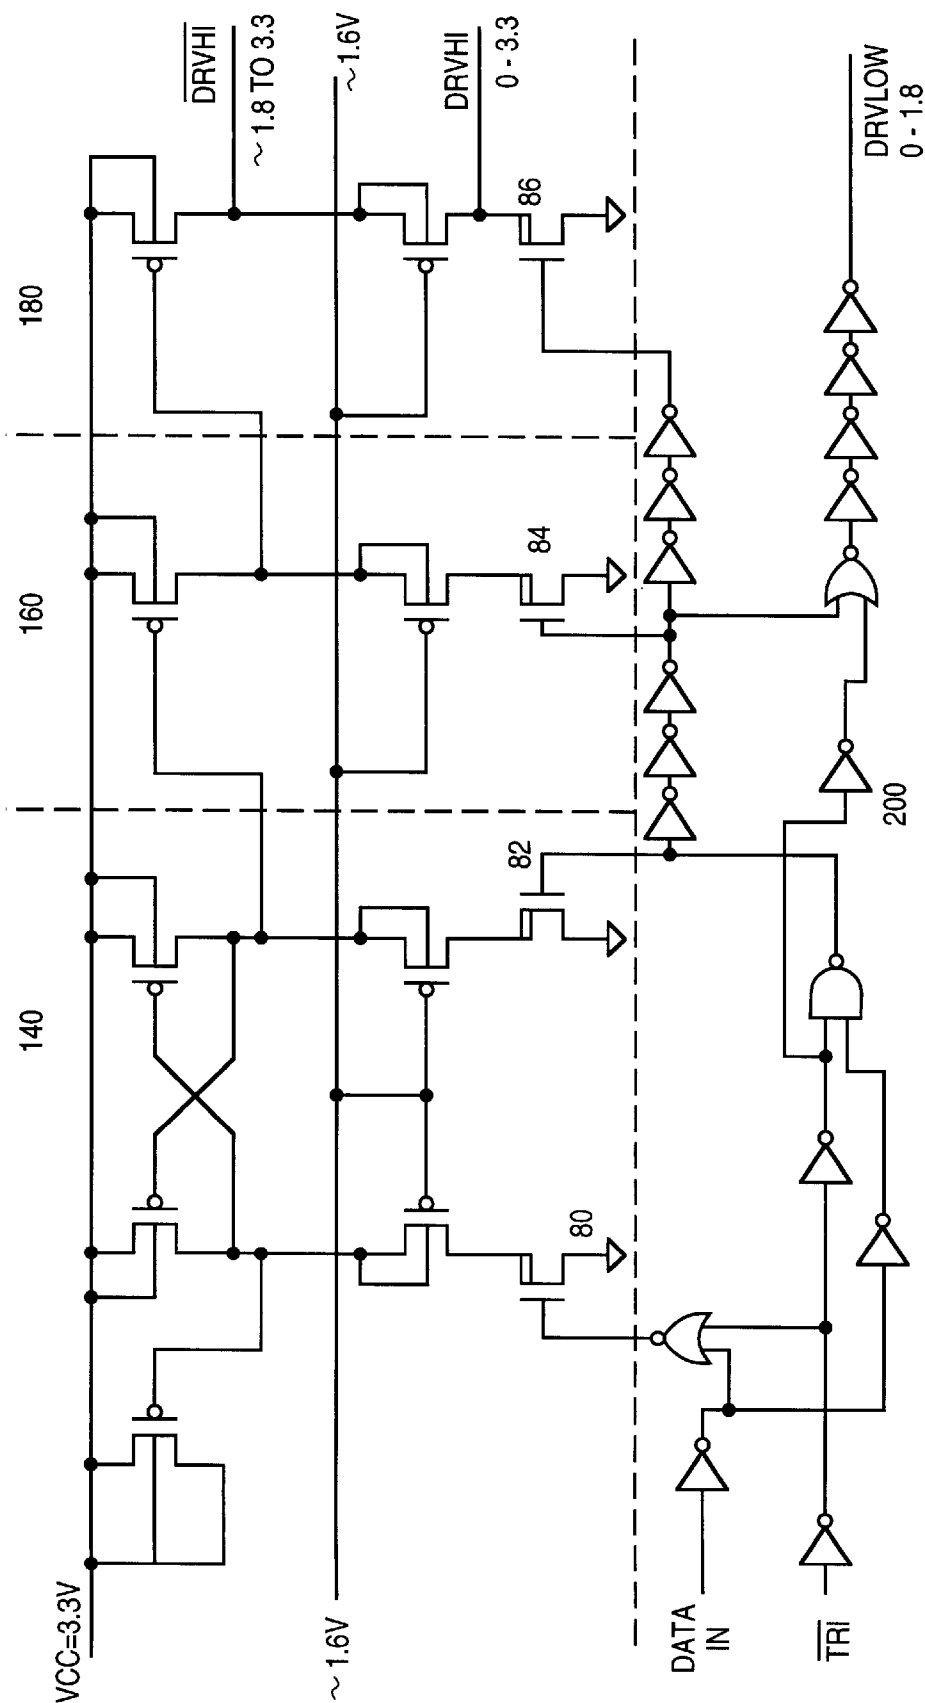 140
160
180
VCC=3.3V
DRVHI
~ 1.8 TO 3.3
~ 1.6V
~ 1.6V
DRVHI
0 - 3.3
80
82
84
86
DATA
IN
TRI
200
DRVLOW
0 - 1.8